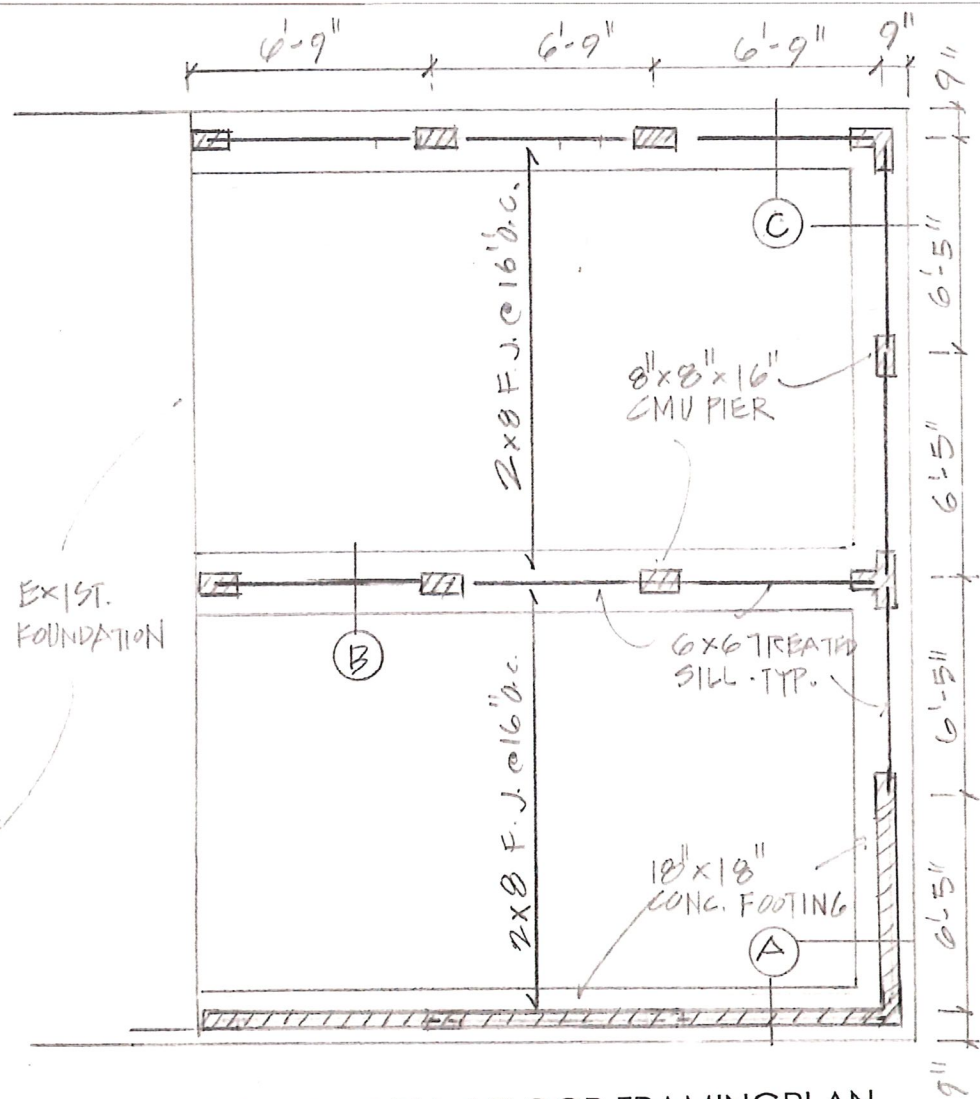 6'-9" 6'-9" 6'-9" 9"
9"
C
6'-5"
2x8 F.J. @ 16" o.c.
8"x8"x16"
CMU PIER
6'-5"
EXIST.
FOUNDATION
B
6x6 TREATED
SILL - TYP.
6'-5"
2x8 F.J. @ 16" o.c.
18"x18"
CONC. FOOTING
A
6'-5"
9"